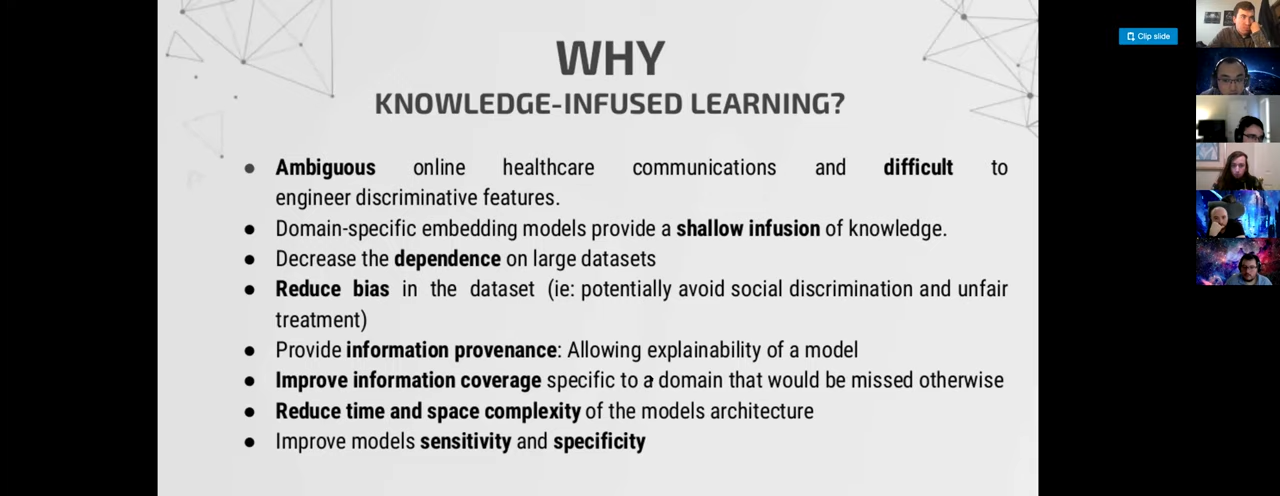 WHY
KNOWLEDGE-INFUSED LEARNING?
Clip slide
● Ambiguous online healthcare communications and difficult to
engineer discriminative features.
● Domain-specific embedding models provide a shallow infusion of knowledge.
● Decrease the dependence on large datasets
● Reduce bias in the dataset (ie: potentially avoid social discrimination and unfair
treatment)
● Provide information provenance: Allowing explainability of a model
● Improve information coverage specific to a domain that would be missed otherwise
● Reduce time and space complexity of the models architecture
● Improve models sensitivity and specificity